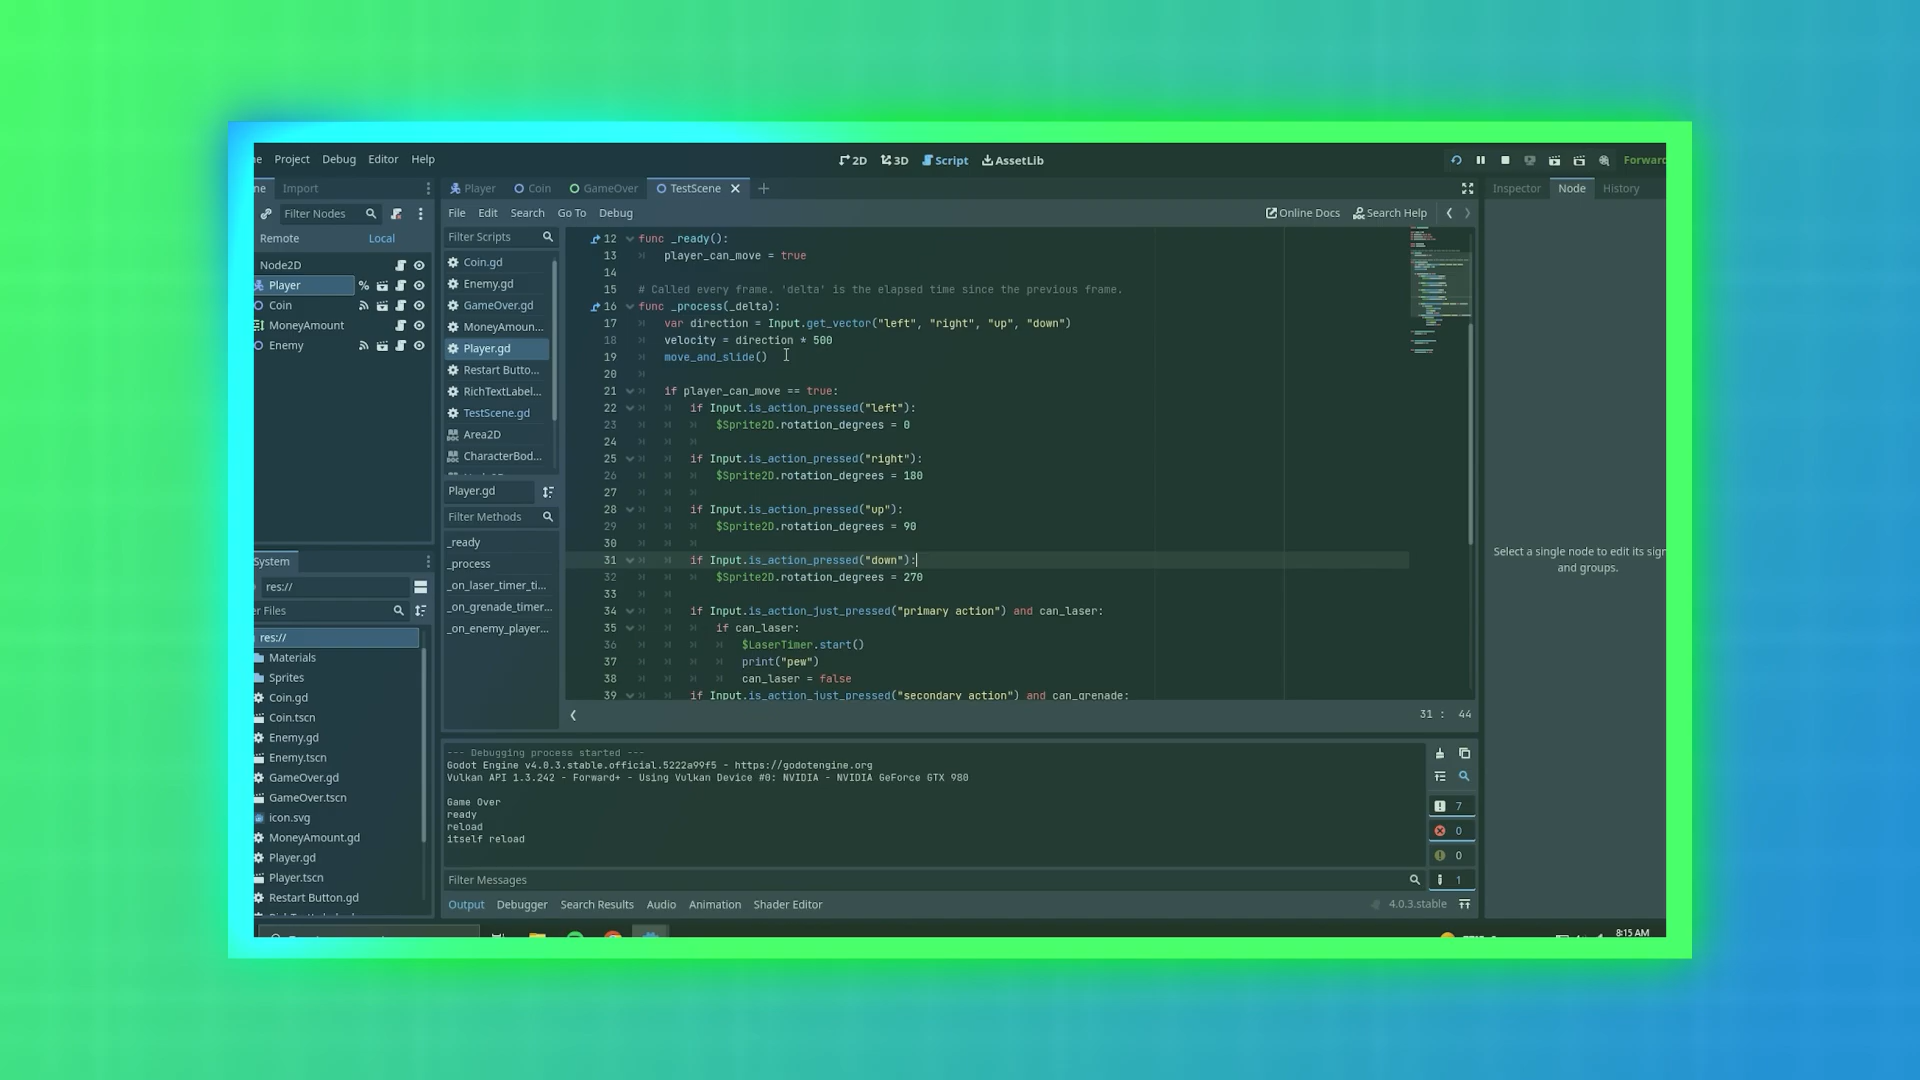 ne Project Debug Editor Help
2D 3D Script AssetLib
Forward
ne Import
Player Coin GameOver TestScene
Inspector Node History
Filter Nodes
File Edit Search Go To Debug
Online Docs Search Help
Remote Local
Node2D
Player
Coin
MoneyAmount
Enemy
System
res://
er Files
res://
Materials
Sprites
Coin.gd
Coin.tscn
Enemy.gd
Enemy.tscn
GameOver.gd
GameOver.tscn
icon.svg
MoneyAmount.gd
Player.gd
Player.tscn
Restart Button.gd
Filter Scripts
Coin.gd
Enemy.gd
GameOver.gd
MoneyAmoun...
Player.gd
Restart Butto...
RichTextLabel...
TestScene.gd
Area2D
CharacterBod...
Player.gd
Filter Methods
_ready
_process
_on_laser_timer_ti...
_on_grenade_timer...
_on_enemy_player...
12 func _ready():
13 player_can_move = true
14
15 # Called every frame. 'delta' is the elapsed time since the previous frame.
16 func _process(_delta):
17 var direction = Input.get_vector("left", "right", "up", "down")
18 velocity = direction * 500
19 move_and_slide()
20
21 if player_can_move == true:
22 if Input.is_action_pressed("left"):
23 $Sprite2D.rotation_degrees = 0
24
25 if Input.is_action_pressed("right"):
26 $Sprite2D.rotation_degrees = 180
27
28 if Input.is_action_pressed("up"):
29 $Sprite2D.rotation_degrees = 90
30
31 if Input.is_action_pressed("down"):
32 $Sprite2D.rotation_degrees = 270
33
34 if Input.is_action_just_pressed("primary action") and can_laser:
35 if can_laser:
36 $LaserTimer.start()
37 print("pew")
38 can_laser = false
39 if Input.is_action_just_pressed("secondary action") and can_grenade:
31 : 44
Select a single node to edit its sign
and groups.
--- Debugging process started ---
Godot Engine v4.0.3.stable.official.5222a99f5 - https://godotengine.org
Vulkan API 1.3.242 - Forward+ - Using Vulkan Device #0: NVIDIA - NVIDIA GeForce GTX 980
Game Over
ready
reload
itself reload
7
0
0
1
Filter Messages
Output Debugger Search Results Audio Animation Shader Editor
4.0.3.stable
8:15 AM